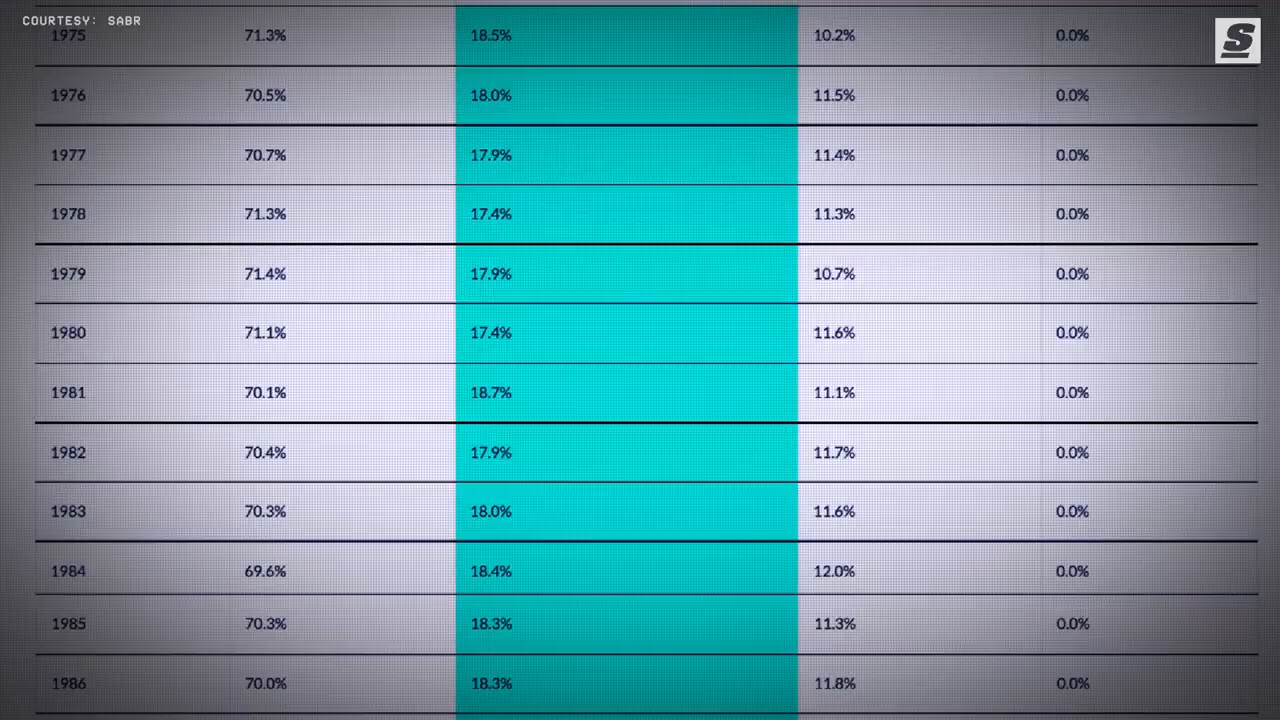 COURTESY: SABR
S
1975 71.3% 18.5% 10.2% 0.0%
1976 70.5% 18.0% 11.5% 0.0%
1977 70.7% 17.9% 11.4% 0.0%
1978 71.3% 17.4% 11.3% 0.0%
1979 71.4% 17.9% 10.7% 0.0%
1980 71.1% 17.4% 11.6% 0.0%
1981 70.1% 18.7% 11.1% 0.0%
1982 70.4% 17.9% 11.7% 0.0%
1983 70.3% 18.0% 11.6% 0.0%
1984 69.6% 18.4% 12.0% 0.0%
1985 70.3% 18.3% 11.3% 0.0%
1986 70.0% 18.3% 11.8% 0.0%